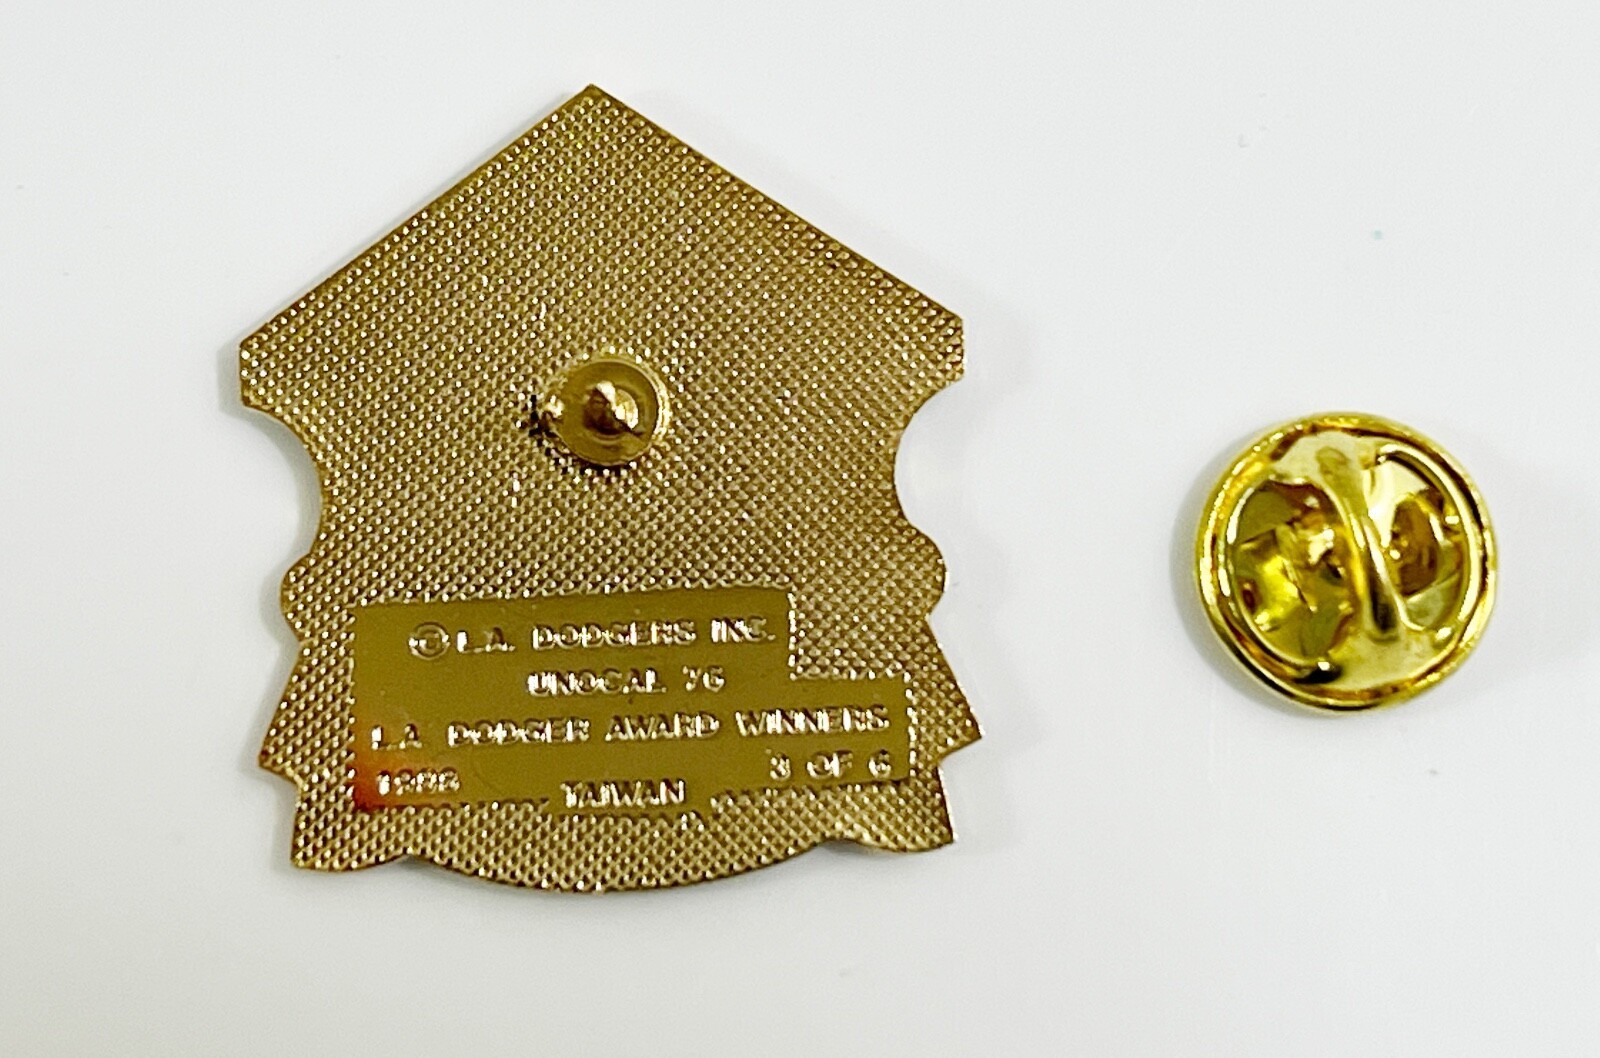 © L.A. DODGERS INC.
UNOCAL 76
L.A. DODGER AWARD WINNERS
3 OF 6
TAIWAN